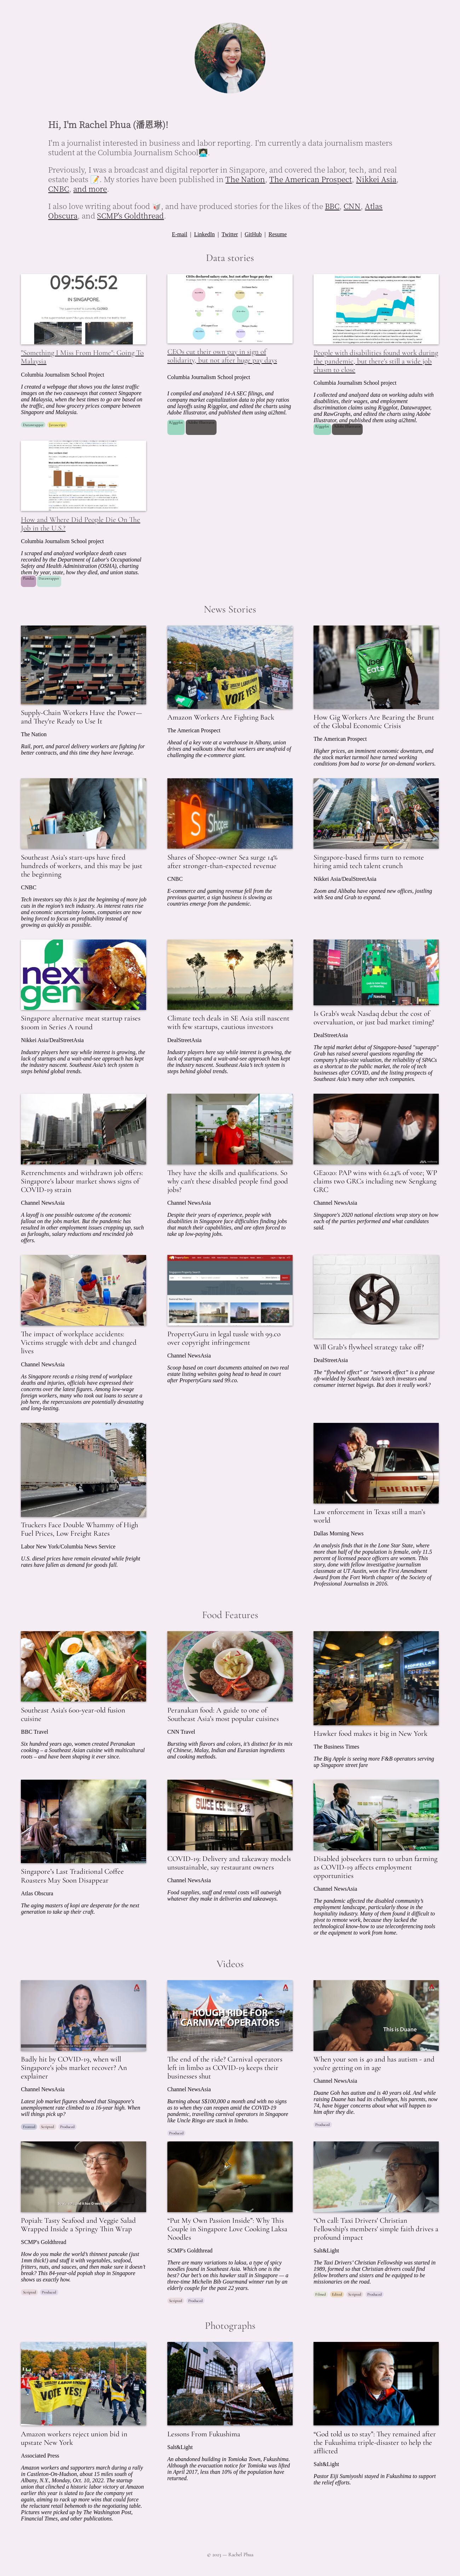 Hi, I'm Rachel Phua (潘恩琳)!
I'm a journalist interested in business and labor reporting. I'm currently a data journalism masters
student at the Columbia Journalism School👩🏻‍💻.
Previously, I was a broadcast and digital reporter in Singapore, and covered the labor, tech, and real
estate beats 📝. My stories have been published in The Nation, The American Prospect, Nikkei Asia,
CNBC, and more.
I also love writing about food 🥡, and have produced stories for the likes of the BBC, CNN, Atlas
Obscura, and SCMP's Goldthread.
E-mail | LinkedIn | Twitter | GitHub | Resume
Data stories
09:56:52
IN SINGAPORE.
"Something I Miss From Home": Going To
Malaysia
Columbia Journalism School Project
I created a webpage that shows you the latest traffic
images on the two causeways that connect Singapore
and Malaysia, when the best times to go are based on
the traffic, and how grocery prices compare between
Singapore and Malaysia.
Datawrapper Javascript
CEOs cut their own pay in sign of
solidarity, but not after huge pay days
Columbia Journalism School project
I compiled and analyzed 14-A SEC filings, and
company market capitalization data to plot pay ratios
and layoffs using R/ggplot, and edited the charts using
Adobe Illustrator, and published them using ai2html.
R/ggplot
People with disabilities found work during
the pandemic, but there's still a wide job
chasm to close
Columbia Journalism School project
I collected and analyzed data on working adults with
disabilities, their wages, and employment
discrimination claims using R/ggplot, Datawrapper,
and RawGraphs, and edited the charts using Adobe
Illustrator, and published them using ai2html.
R/ggplot
How and Where Did People Die On The
Job in the U.S.?
Columbia Journalism School project
I scraped and analyzed workplace death cases
recorded by the Department of Labor's Occupational
Safety and Health Administration (OSHA), charting
them by year, state, how they died, and union status.
Pandas Datawrapper
News Stories
Supply-Chain Workers Have the Power—
and They're Ready to Use It
The Nation
Rail, port, and parcel delivery workers are fighting for
better contracts, and this time they have leverage.
VOTE YES!
Amazon Workers Are Fighting Back
The American Prospect
Ahead of a key vote at a warehouse in Albany, union
drives and walkouts show that workers are unafraid of
challenging the e-commerce giant.
Uber
Eats
How Gig Workers Are Bearing the Brunt
of the Global Economic Crisis
The American Prospect
Higher prices, an imminent economic downturn, and
the stock market turmoil have turned working
conditions from bad to worse for on-demand workers.
Southeast Asia's start-ups have fired
hundreds of workers, and this may be just
the beginning
CNBC
Tech investors say this is just the beginning of more job
cuts in the region's tech industry. As interest rates rise
and economic uncertainty looms, companies are now
being forced to focus on profitability instead of
growing as quickly as possible.
Shopee
Shares of Shopee-owner Sea surge 14%
after stronger-than-expected revenue
CNBC
E-commerce and gaming revenue fell from the
previous quarter, a sign business is slowing as
countries emerge from the pandemic.
Singapore-based firms turn to remote
hiring amid tech talent crunch
Nikkei Asia/DealStreetAsia
Zoom and Alibaba have opened new offices, jostling
with Sea and Grab to expand.
next
gen
Singapore alternative meat startup raises
$100m in Series A round
Nikkei Asia/DealStreetAsia
Industry players here say while interest is growing, the
lack of startups and a wait-and-see approach has kept
the industry nascent. Southeast Asia's tech system is
steps behind global trends.
Climate tech deals in SE Asia still nascent
with few startups, cautious investors
DealStreetAsia
Industry players here say while interest is growing, the
lack of startups and a wait-and-see approach has kept
the industry nascent. Southeast Asia's tech system is
steps behind global trends.
Is Grab's weak Nasdaq debut the cost of
overvaluation, or just bad market timing?
DealStreetAsia
The tepid market debut of Singapore-based "superapp"
Grab has raised several questions regarding the
company's plus-size valuation, the reliability of SPACs
as a shortcut to the public market, the role of tech
businesses after COVID, and the listing prospects of
Southeast Asia's many other tech companies.
Retrenchments and withdrawn job offers:
Singapore's labour market shows signs of
COVID-19 strain
Channel NewsAsia
A layoff is one possible outcome of the economic
fallout on the jobs market. But the pandemic has
resulted in other employment issues cropping up, such
as furloughs, salary reductions and rescinded job
offers.
They have the skills and qualifications. So
why can't these disabled people find good
jobs?
Channel NewsAsia
Despite their years of experience, people with
disabilities in Singapore face difficulties finding jobs
that match their capabilities, and are often forced to
take up low-paying jobs.
GE2020: PAP wins with 61.24% of vote; WP
claims two GRCs including new Sengkang
GRC
Channel NewsAsia
Singapore's 2020 national elections wrap story on how
each of the parties performed and what candidates
said.
The impact of workplace accidents:
Victims struggle with debt and changed
lives
Channel NewsAsia
As Singapore records a rising trend of workplace
deaths and injuries, officials have expressed their
concerns over the latest figures. Among low-wage
foreign workers, many who took out loans to secure a
job here, the repercussions are potentially devastating
and long-lasting.
PropertyGuru in legal tussle with 99.co
over copyright infringement
Channel NewsAsia
Scoop based on court documents attained on two real
estate listing websites going head to head in court
after PropertyGuru sued 99.co.
Will Grab's flywheel strategy take off?
DealStreetAsia
The "flywheel effect" or "network effect" is a phrase
oft-wielded by Southeast Asia's tech investors and
consumer internet bigwigs. But does it really work?
Truckers Face Double Whammy of High
Fuel Prices, Low Freight Rates
Labor New York/Columbia News Service
U.S. diesel prices have remain elevated while freight
rates have fallen as demand for goods fall.
SHERIFF
Law enforcement in Texas still a man's
world
Dallas Morning News
An analysis finds that in the Lone Star State, where
more than half of the population is female, only 11.5
percent of licensed peace officers are women. This
story, done with fellow investigative journalism
classmate at UT Austin, won the First Amendment
Award from the Fort Worth chapter of the Society of
Professional Journalists in 2016.
Food Features
Southeast Asia's 600-year-old fusion
cuisine
BBC Travel
Six hundred years ago, women created Peranakan
cooking – a Southeast Asian cuisine with multicultural
roots – and have been shaping it ever since.
Peranakan food: A guide to one of
Southeast Asia's most popular cuisines
CNN Travel
Bursting with flavors and colors, it's distinct for its mix
of Chinese, Malay, Indian and Eurasian ingredients
and cooking methods.
Hawker food makes it big in New York
The Business Times
The Big Apple is seeing more F&B operators serving
up Singapore street fare
Singapore's Last Traditional Coffee
Roasters May Soon Disappear
Atlas Obscura
The aging masters of kopi are desperate for the next
generation to take up their craft.
COVID-19: Delivery and takeaway models
unsustainable, say restaurant owners
Channel NewsAsia
Food supplies, staff and rental costs will outweigh
whatever they make in deliveries and takeaways.
Disabled jobseekers turn to urban farming
as COVID-19 affects employment
opportunities
Channel NewsAsia
The pandemic affected the disabled community's
employment landscape, particularly those in the
hospitality industry. Many of them found it difficult to
pivot to remote work, because they lacked the
technological know-how to use teleconferencing tools
or the equipment to work from home.
Videos
Badly hit by COVID-19, when will
Singapore's jobs market recover? An
explainer
Channel NewsAsia
Latest job market figures showed that Singapore's
unemployment rate climbed to a 16-year high. When
will things pick up?
Scripted Produced
ROUGH RIDE FOR
CARNIVAL OPERATORS
The end of the ride? Carnival operators
left in limbo as COVID-19 keeps their
businesses shut
Channel NewsAsia
Burning about S$100,000 a month and with no signs
as to when they can reopen amid the COVID-19
pandemic, travelling carnival operators in Singapore
like Uncle Ringo are stuck in limbo.
Produced
This is Duane
When your son is 40 and has autism - and
you're getting on in age
Channel NewsAsia
Duane Goh has autism and is 40 years old. And while
raising Duane has had its challenges, his parents, now
74, have bigger concerns about what will happen to
him after they die.
Produced
Popiah: Tasty Seafood and Veggie Salad
Wrapped Inside a Springy Thin Wrap
SCMP's Goldthread
How do you make the world's thinnest pancake (just
1mm thick!) and stuff it with vegetables, seafood,
fritters, nuts, and sauces, and then make sure it doesn't
break? This 84-year-old popiah shop in Singapore
shows us exactly how.
Scripted Produced
"Put My Own Passion Inside": Why This
Couple in Singapore Love Cooking Laksa
Noodles
SCMP's Goldthread
There are many variations to laksa, a type of spicy
noodles found in Southeast Asia. Which one is the
best? Our bet's on this hawker stall in Singapore — a
three-time Michelin Bib Gourmand winner run by an
elderly couple for the past 22 years.
Scripted Produced
"On call: Taxi Drivers' Christian
Fellowship's members' simple faith drives a
profound impact
Salt&Light
The Taxi Drivers' Christian Fellowship was started in
1989, formed so that Christian drivers could find
fellow brothers and sisters and be equipped to be
missionaries on the road.
Filmed Edited Scripted Produced
Photographs
VOTE YES!
Amazon workers reject union bid in
upstate New York
Associated Press
Amazon workers and supporters march during a rally
in Castleton-On-Hudson, about 15 miles south of
Albany, N.Y., Monday, Oct. 10, 2022. The startup
union that clinched a historic labor victory at Amazon
earlier this year is slated to face the company yet
again, aiming to rack up more wins that could force
the reluctant retail behemoth to the negotiating table.
Pictures were picked up by The Washington Post,
Financial Times, and other publications.
Lessons From Fukushima
Salt&Light
An abandoned building in Tomioka Town, Fukushima.
Although the evacuation notice for Tomioka was lifted
in April 2017, less than 10% of the population have
returned.
"God told us to stay": They remained after
the Fukushima triple-disaster to help the
afflicted
Salt&Light
Pastor Eiji Sumiyoshi stayed in Fukushima to support
the relief efforts.
© 2023 — Rachel Phua